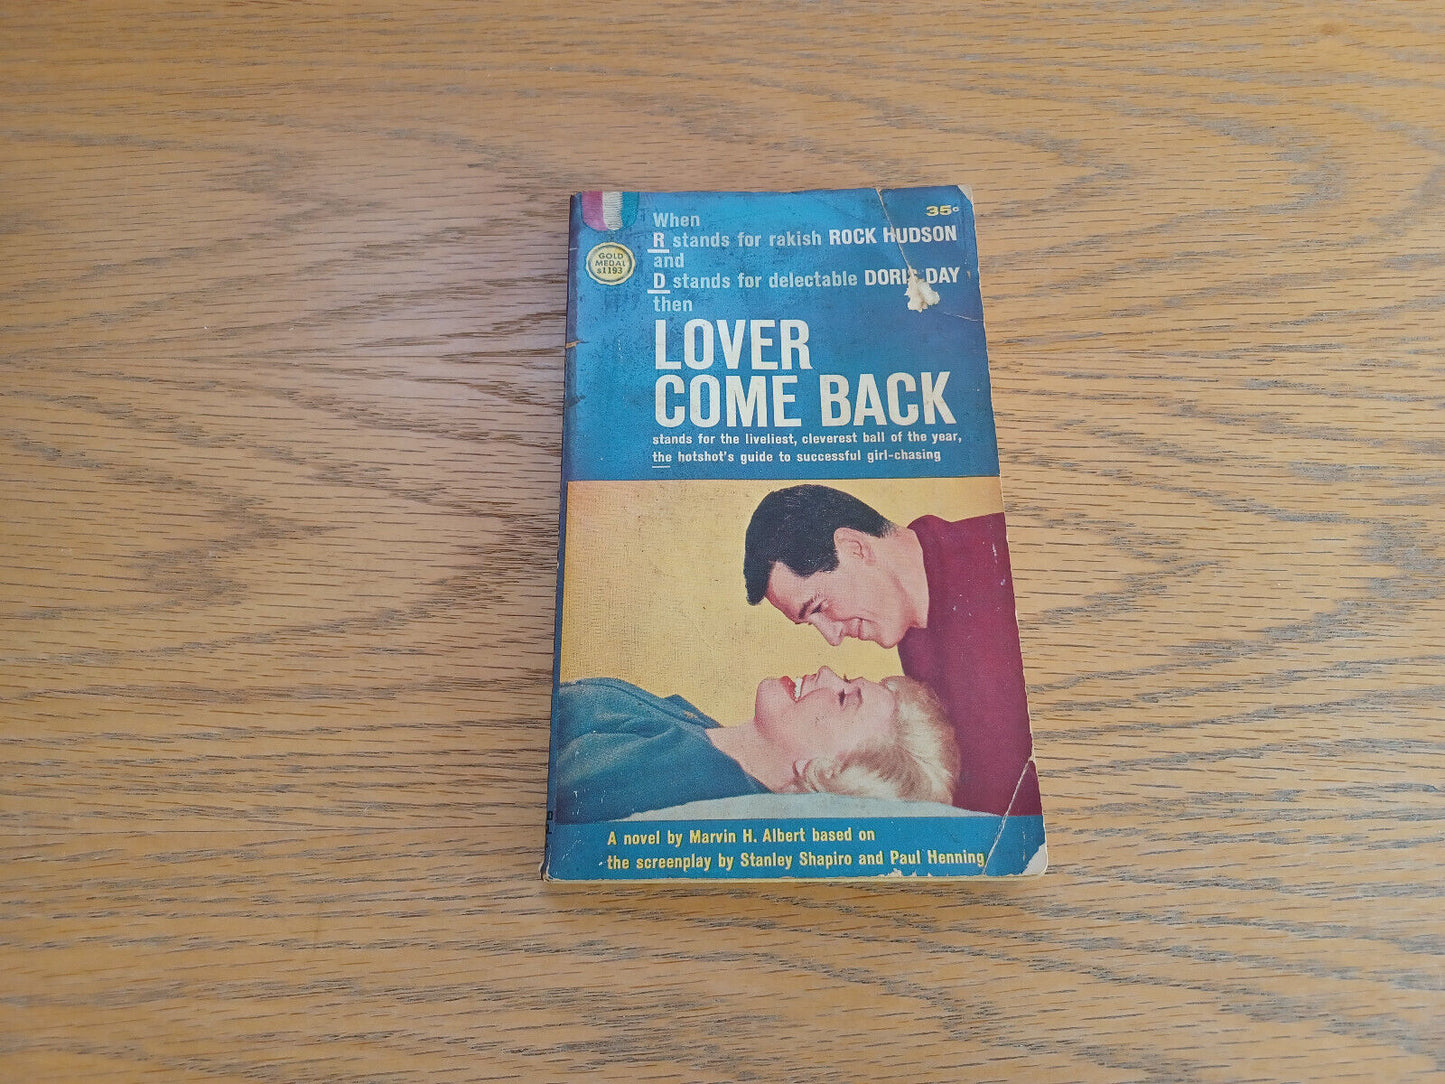 35c
When
R stands for rakish ROCK HUDSON
and
D stands for delectable DORIS DAY
then
GOLD
MEDAL
s1193
LOVER
COME BACK
stands for the liveliest, cleverest ball of the year,
the hotshot's guide to successful girl-chasing
A novel by Marvin H. Albert based on
the screenplay by Stanley Shapiro and Paul Henning